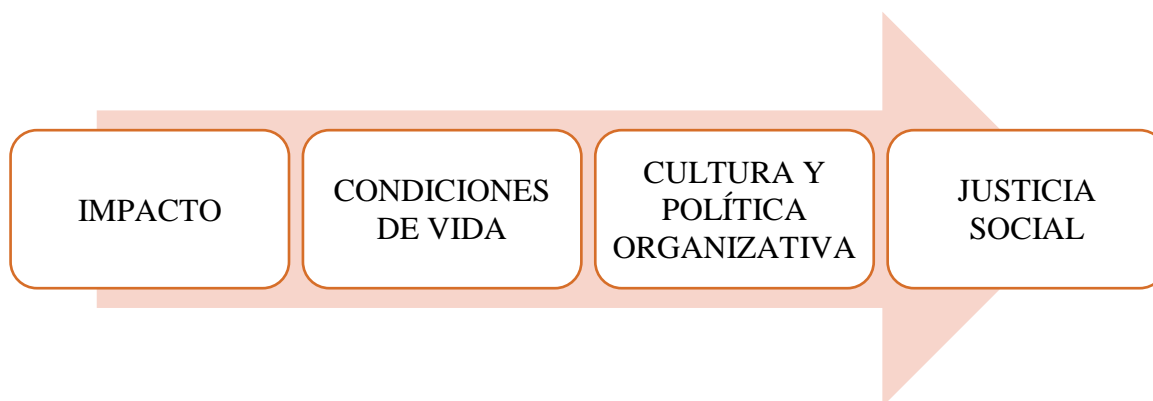 IMPACTO
CONDICIONES
DE VIDA
CULTURA Y
POLÍTICA
ORGANIZATIVA
JUSTICIA
SOCIAL